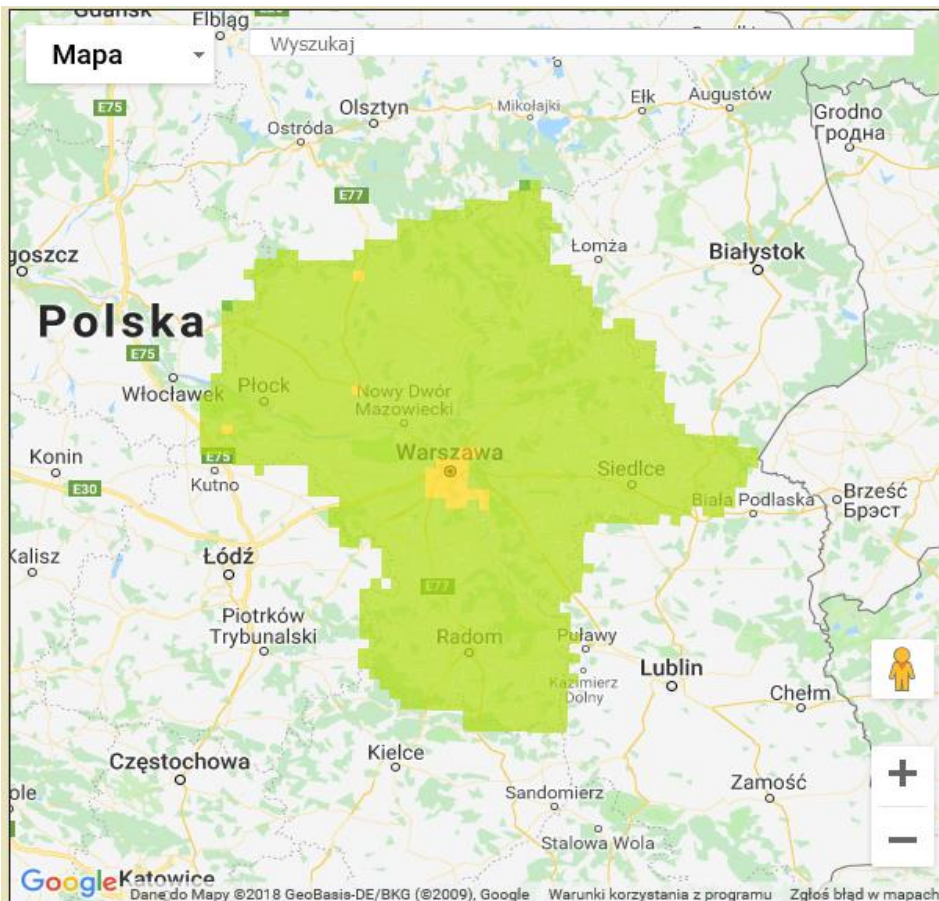 Gdańsk
Elbląg
Mapa
Wyszukaj
E75
Olsztyn
Mikołajki
Ełk
Augustów
Ostróda
Grodno
Гродна
E77
Łomża
Białystok
goszcz
Polska
E75
Włocławek
Płock
Nowy Dwór
Mazowiecki
Konin
E75
Warszawa
Siedlce
E30
Kutno
Biała Podlaska
Brześć
Брэст
Kalisz
Łódź
E77
Piotrków
Trybunalski
Radom
Puławy
Lublin
Kazimierz
Dolny
Chełm
Częstochowa
Kielce
Zamość
ole
Sandomierz
Stalowa Wola
Google
Katowice
Dane do Mapy ©2018 GeoBasis-DE/BKG (©2009), Google Warunki korzystania z programu Zgłoś błąd w mapach